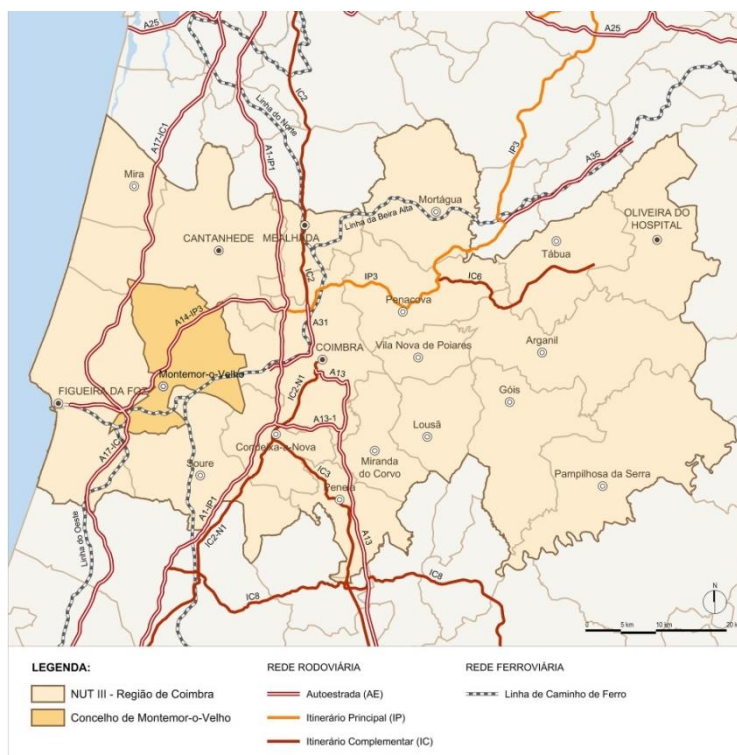 A25
A25
IC2
Linha do Norte
A17-IC1
A1-IP1
IP3
A35
Mira
Mortágua
OLIVEIRA DO
HOSPITAL
Linha da Beira Alta
CANTANHEDE
MEALHADA
Tábua
IC2
IP3
IC6
A14-IP3
Penacova
A31
Vila Nova de Poiares
Arganil
COIMBRA
Montemor-o-Velho
A13
FIGUEIRA DA FOZ
IC2-N1
Góis
A13-1
Lousã
Condeixa-a-Nova
A17-IC1
Soure
Miranda
do Corvo
IC3
Pampilhosa da Serra
Penela
A1-IP1
Linha do Oeste
IC2-N1
A13
IC8
IC8
N
0 5 km 10 km 20 km
LEGENDA:
NUT III - Região de Coimbra
Concelho de Montemor-o-Velho
REDE RODOVIÁRIA
Autoestrada (AE)
Itinerário Principal (IP)
Itinerário Complementar (IC)
REDE FERROVIÁRIA
Linha de Caminho de Ferro